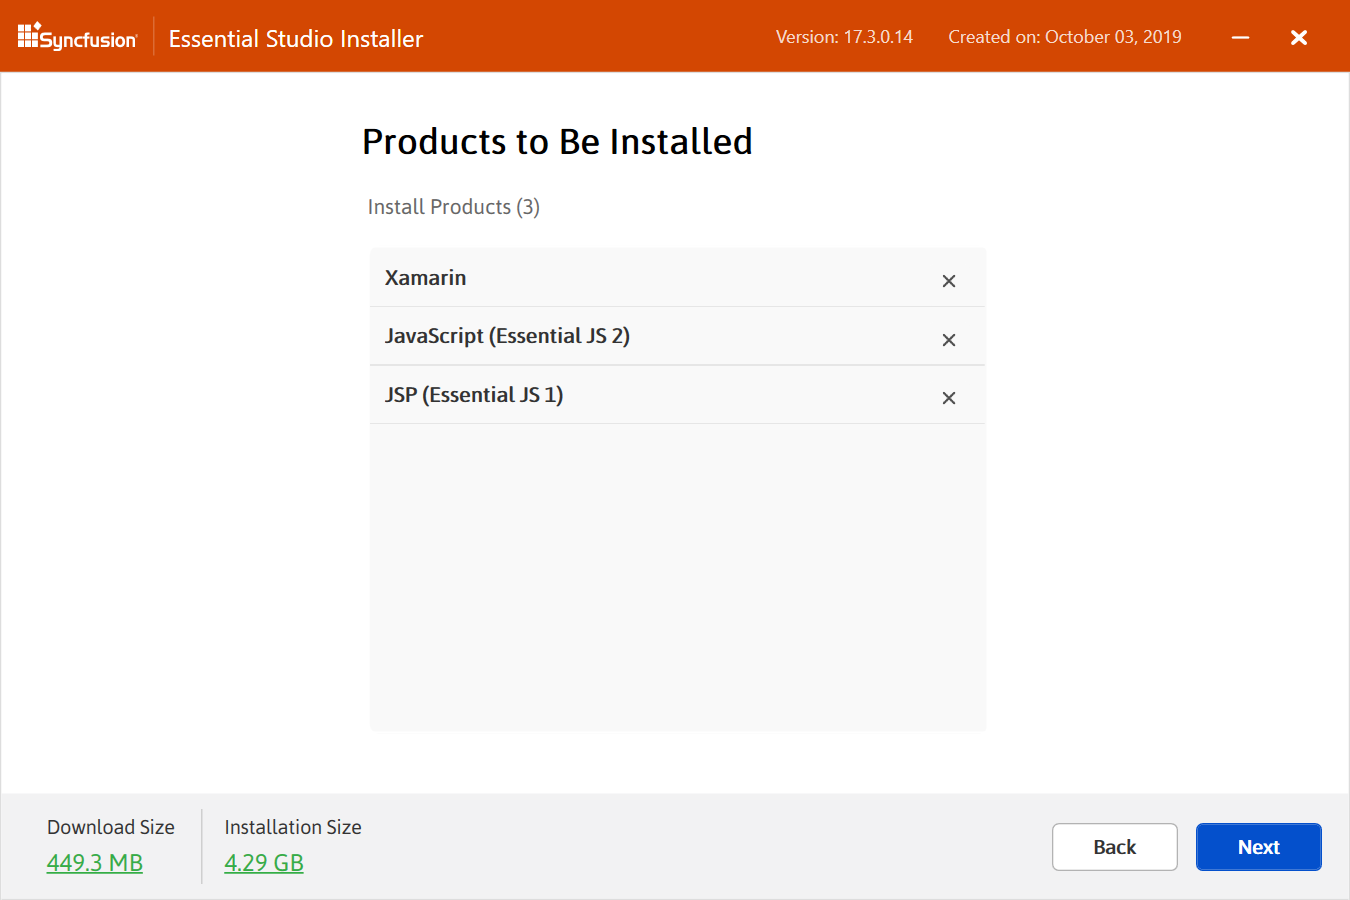 Syncfusion
Essential Studio Installer
Version: 17.3.0.14
Created on: October 03, 2019
Products to Be Installed
Install Products (3)
Xamarin
JavaScript (Essential JS 2)
JSP (Essential JS 1)
Download Size
449.3 MB
Installation Size
4.29 GB
Back
Next